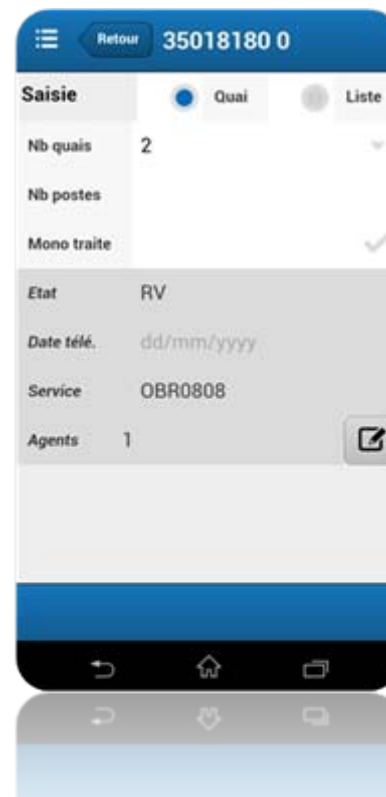 Retour 35018180 0
Saisie Quai Liste
Nb quais 2
Nb postes
Mono traite
Etat RV
Date télé. dd/mm/yyyy
Service OBR0808
Agents 1